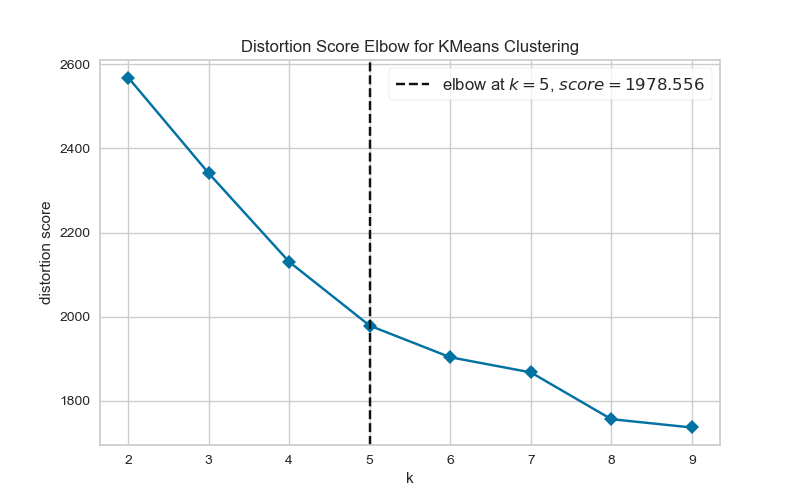 Distortion Score Elbow for KMeans Clustering
elbow at k = 5, score = 1978.556
distortion score
2600
2400
2200
2000
1800
2 3 4 5 6 7 8 9
k